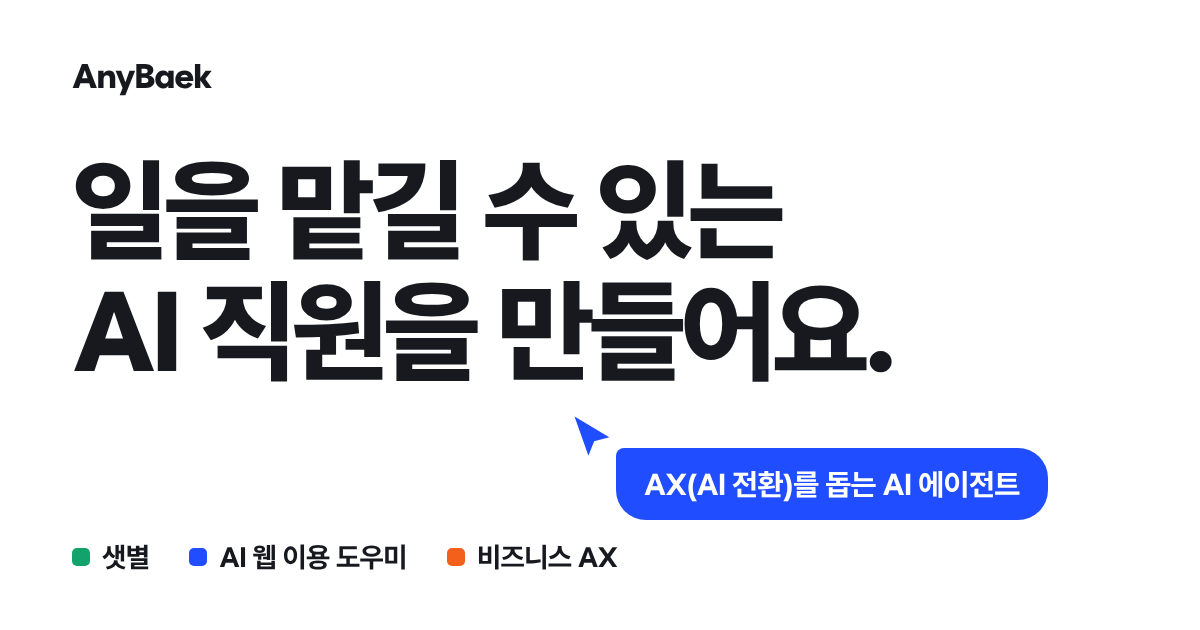 AnyBaek
일을 맡길 수 있는
AI 직원을 만들어요.
AX(AI 전환)를 돕는 AI 에이전트
샛별 AI 웹 이용 도우미 비즈니스 AX